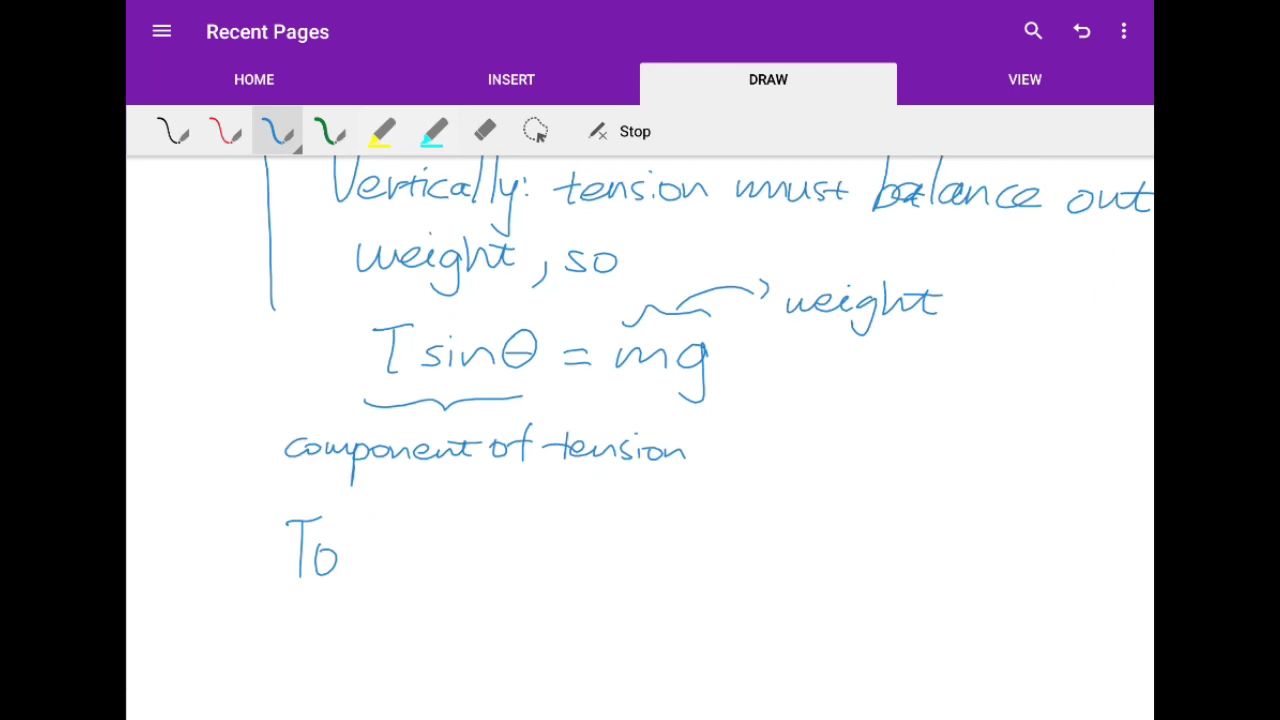 Recent Pages
HOME INSERT DRAW VIEW
Stop
Vertically: tension must balance out
weight, so
weight
Tsinθ = mg
component of tension
To